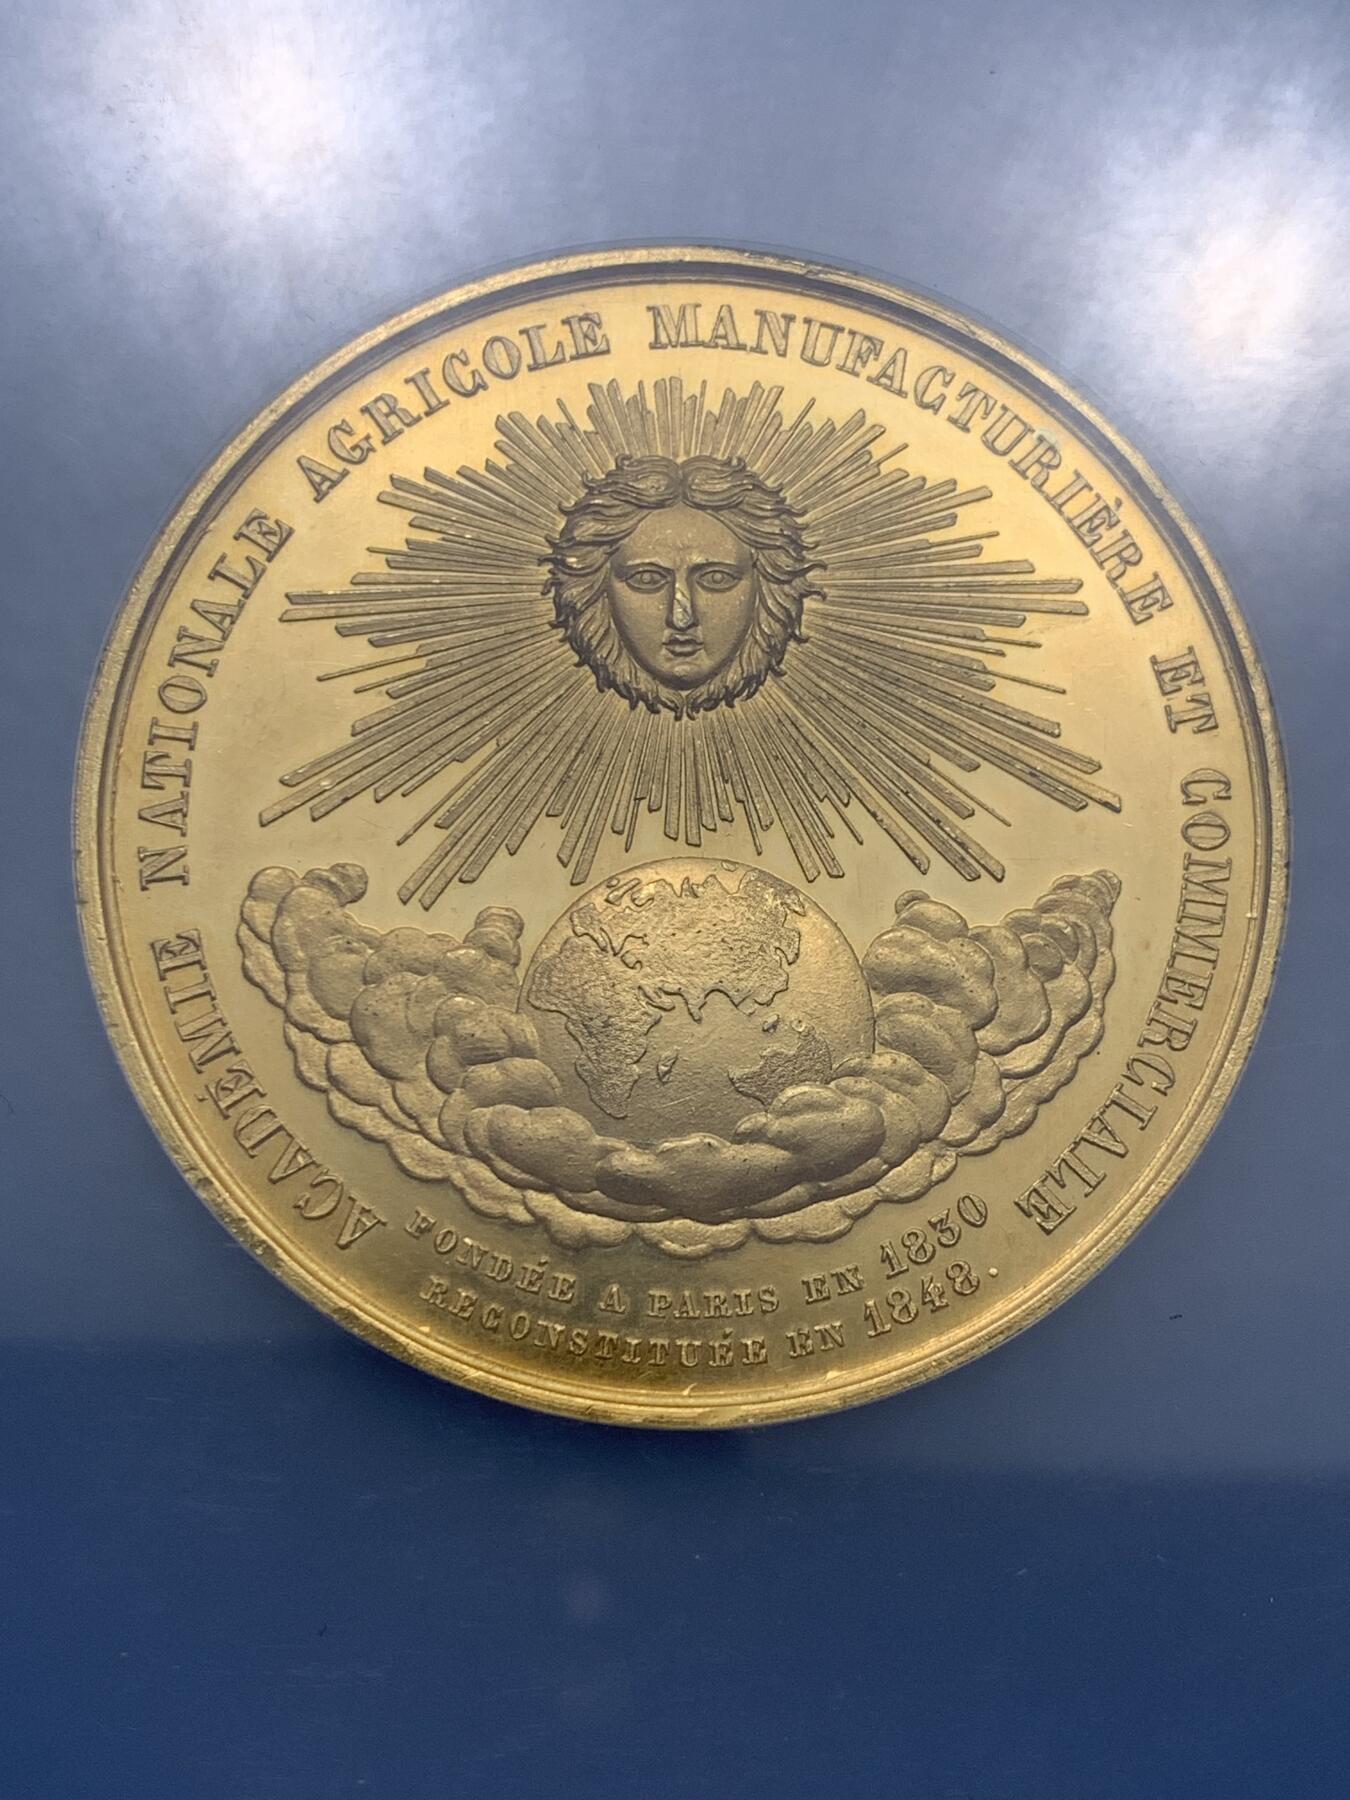 ACADÉMIE NATIONALE AGRICOLE MANUFACTURIÈRE ET COMMERCIALE
FONDÉE A PARIS EN 1830
RECONSTITUÉE EN 1848.